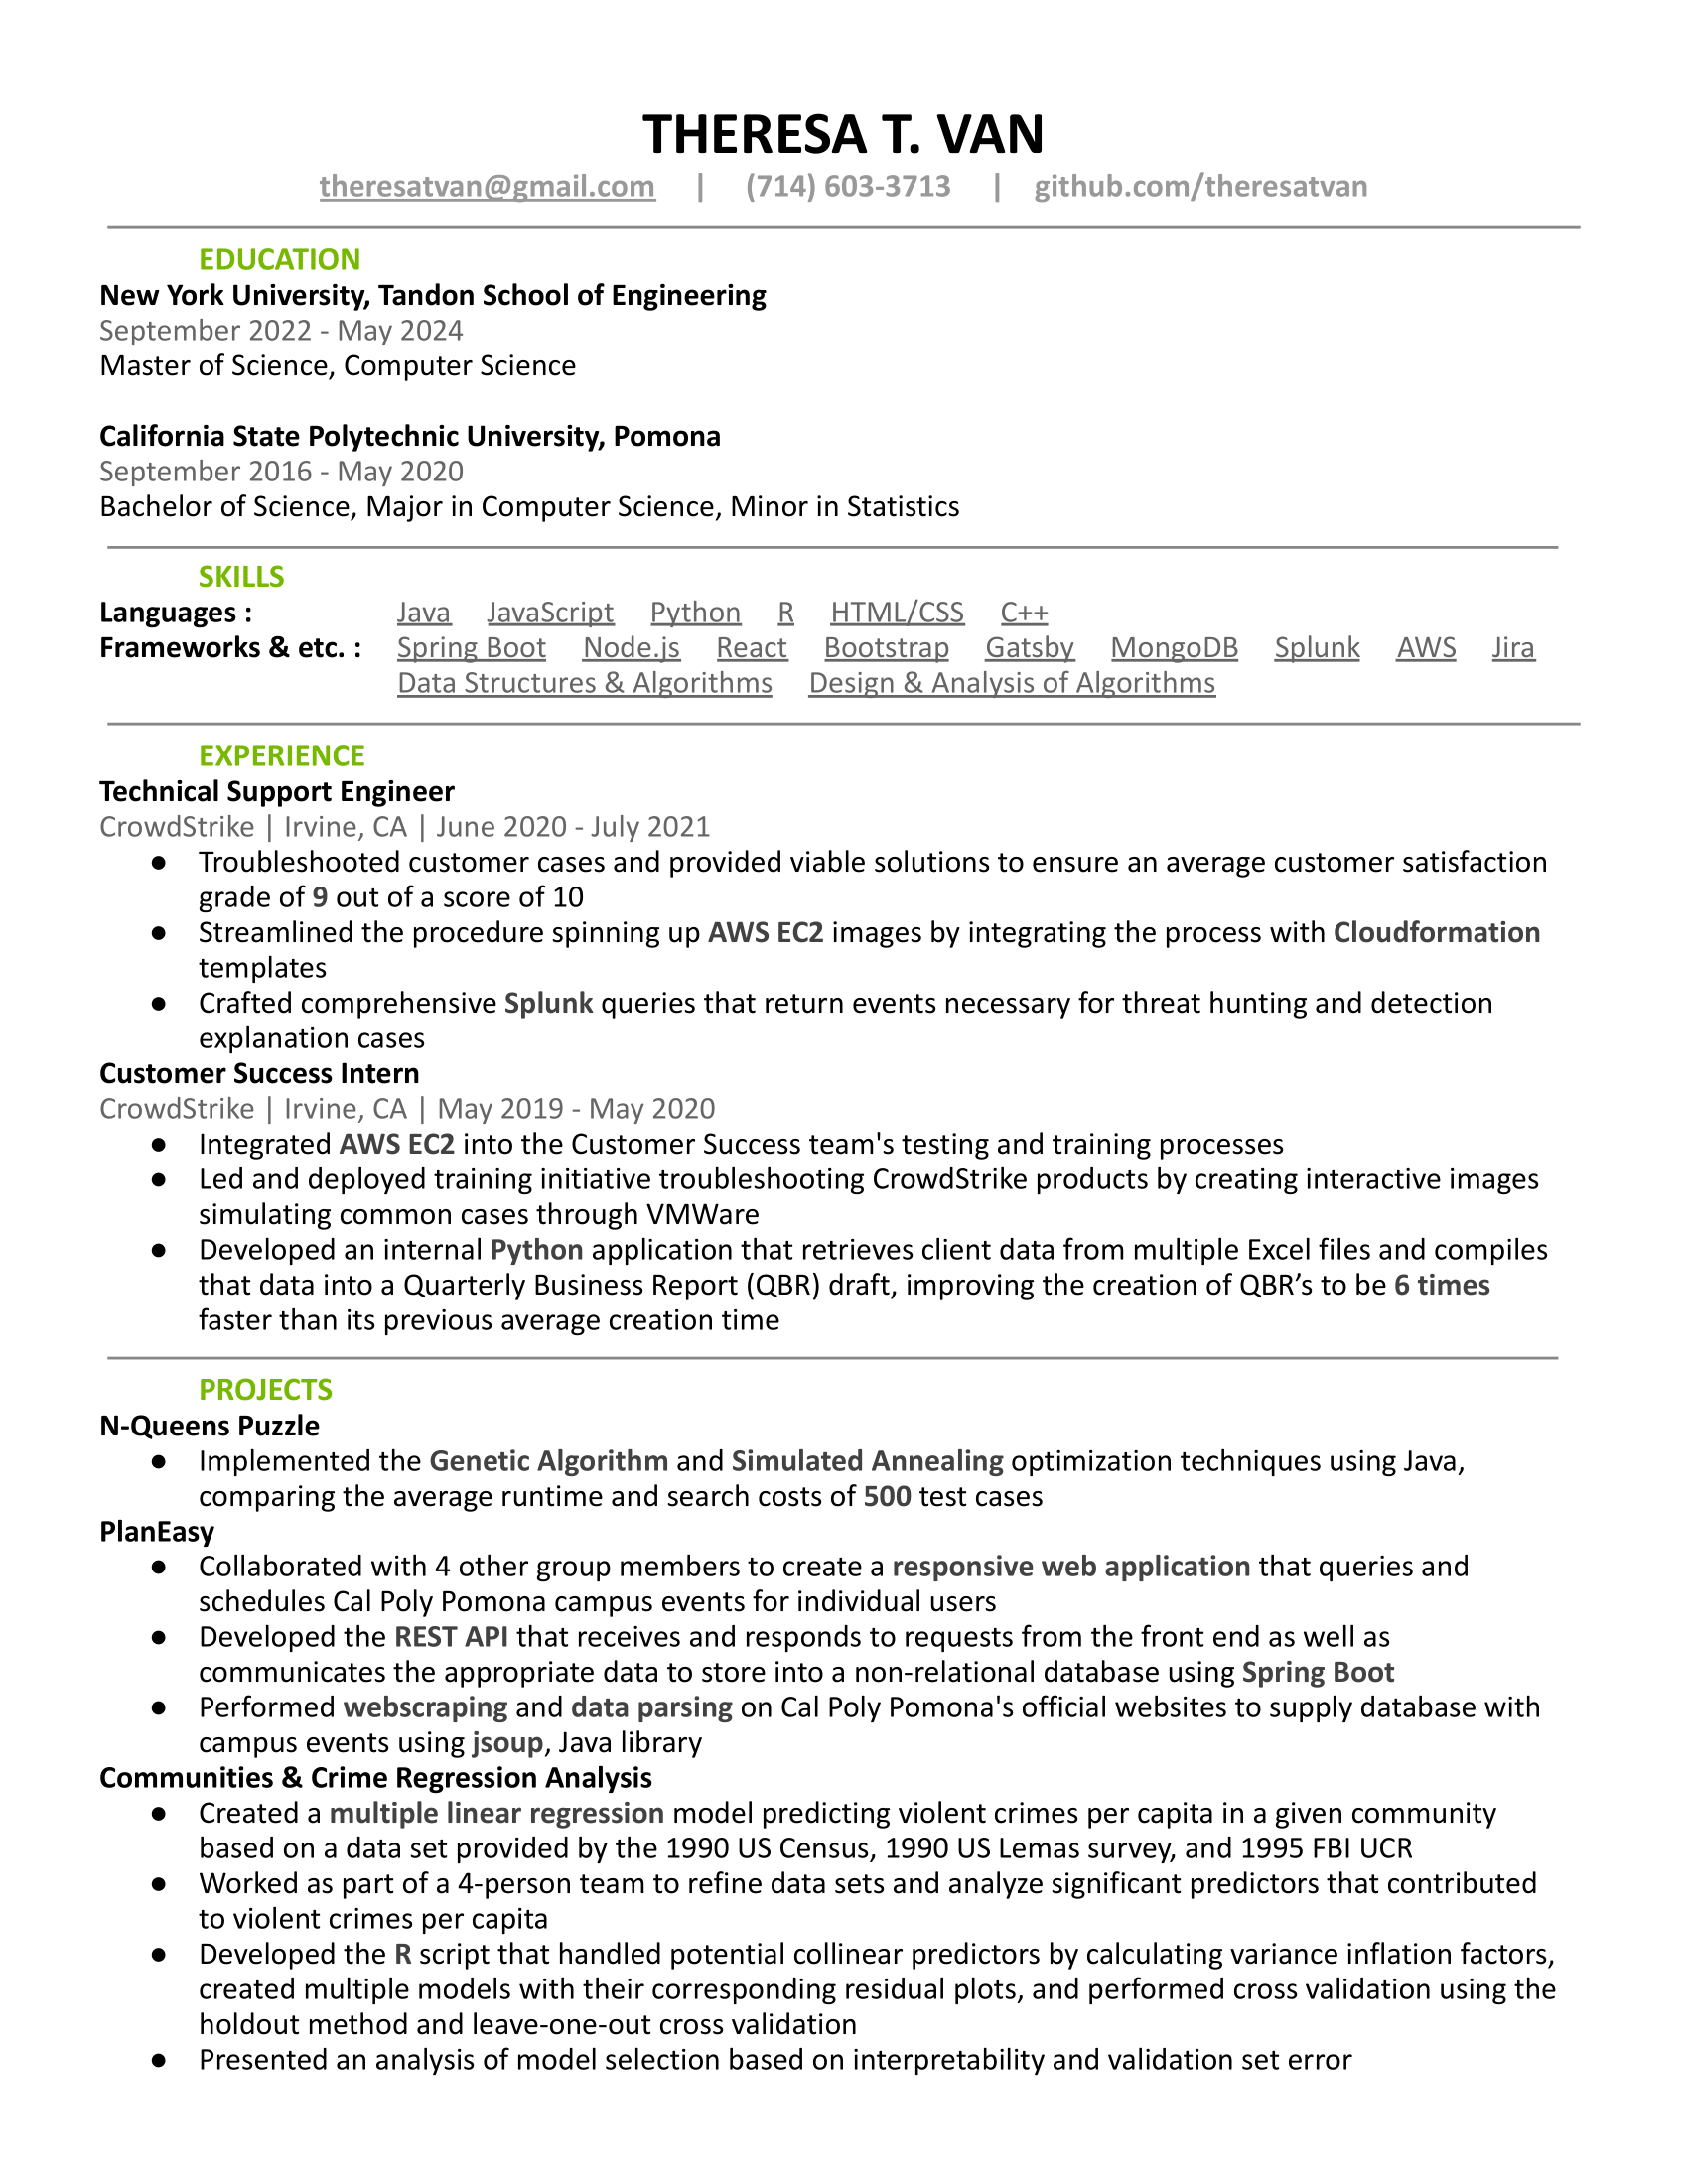 THERESA T. VAN
theresatvan@gmail.com | (714) 603-3713 | github.com/theresatvan
EDUCATION
New York University, Tandon School of Engineering
September 2022 - May 2024
Master of Science, Computer Science
California State Polytechnic University, Pomona
September 2016 - May 2020
Bachelor of Science, Major in Computer Science, Minor in Statistics
SKILLS
Languages : Java JavaScript Python R HTML/CSS C++
Frameworks & etc. : Spring Boot Node.js React Bootstrap Gatsby MongoDB Splunk AWS Jira
Data Structures & Algorithms Design & Analysis of Algorithms
EXPERIENCE
Technical Support Engineer
CrowdStrike | Irvine, CA | June 2020 - July 2021
● Troubleshooted customer cases and provided viable solutions to ensure an average customer satisfaction
grade of 9 out of a score of 10
● Streamlined the procedure spinning up AWS EC2 images by integrating the process with Cloudformation
templates
● Crafted comprehensive Splunk queries that return events necessary for threat hunting and detection
explanation cases
Customer Success Intern
CrowdStrike | Irvine, CA | May 2019 - May 2020
● Integrated AWS EC2 into the Customer Success team's testing and training processes
● Led and deployed training initiative troubleshooting CrowdStrike products by creating interactive images
simulating common cases through VMWare
● Developed an internal Python application that retrieves client data from multiple Excel files and compiles
that data into a Quarterly Business Report (QBR) draft, improving the creation of QBR’s to be 6 times
faster than its previous average creation time
PROJECTS
N-Queens Puzzle
● Implemented the Genetic Algorithm and Simulated Annealing optimization techniques using Java,
comparing the average runtime and search costs of 500 test cases
PlanEasy
● Collaborated with 4 other group members to create a responsive web application that queries and
schedules Cal Poly Pomona campus events for individual users
● Developed the REST API that receives and responds to requests from the front end as well as
communicates the appropriate data to store into a non-relational database using Spring Boot
● Performed webscraping and data parsing on Cal Poly Pomona's official websites to supply database with
campus events using jsoup, Java library
Communities & Crime Regression Analysis
● Created a multiple linear regression model predicting violent crimes per capita in a given community
based on a data set provided by the 1990 US Census, 1990 US Lemas survey, and 1995 FBI UCR
● Worked as part of a 4-person team to refine data sets and analyze significant predictors that contributed
to violent crimes per capita
● Developed the R script that handled potential collinear predictors by calculating variance inflation factors,
created multiple models with their corresponding residual plots, and performed cross validation using the
holdout method and leave-one-out cross validation
● Presented an analysis of model selection based on interpretability and validation set error